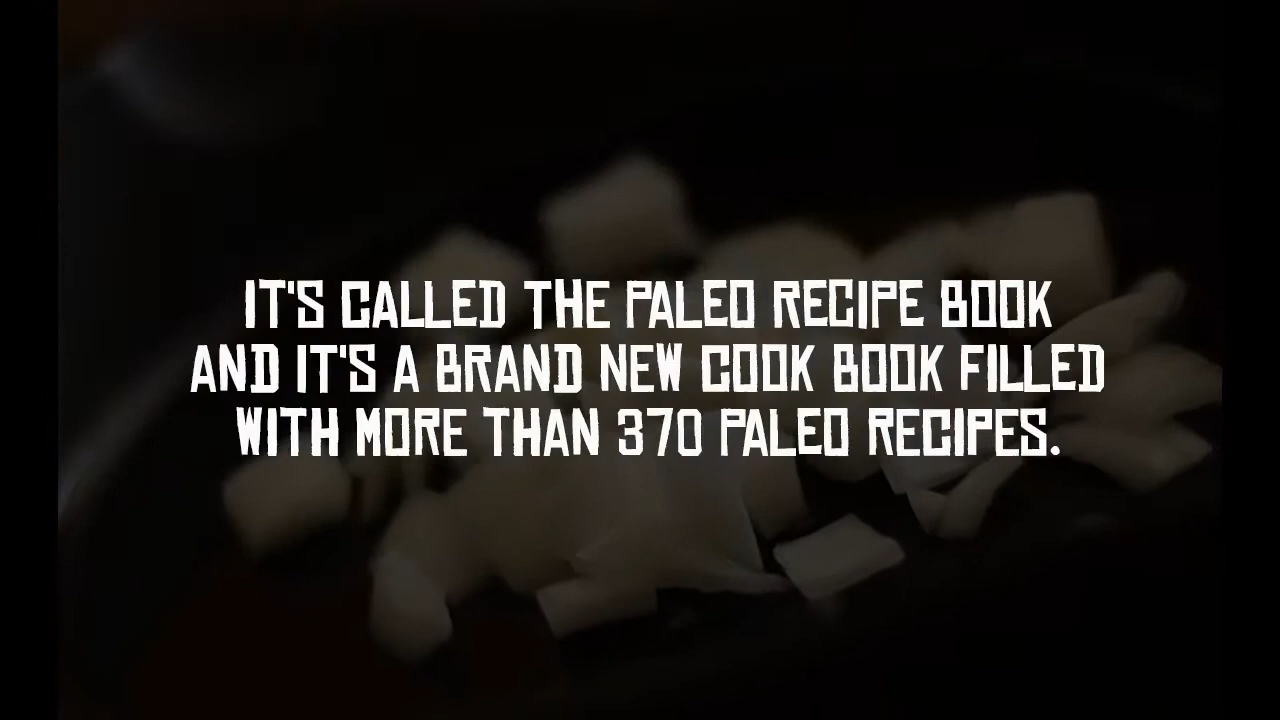 IT'S CALLED THE PALEO RECIPE BOOK
AND IT'S A BRAND NEW COOK BOOK FILLED
WITH MORE THAN 370 PALEO RECIPES.